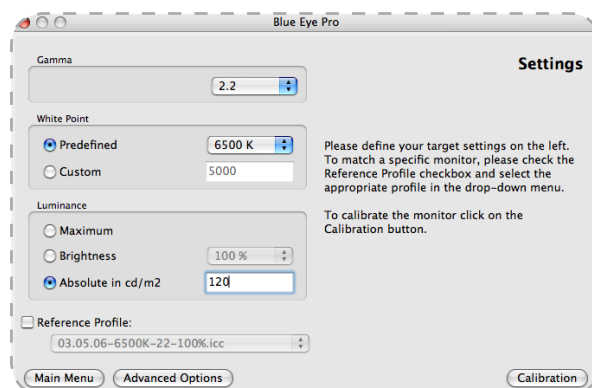 Blue Eye Pro
Gamma
2.2
Settings
White Point
Predefined
6500 K
Custom
5000
Please define your target settings on the left.
To match a specific monitor, please check the
Reference Profile checkbox and select the
appropriate profile in the drop-down menu.
To calibrate the monitor click on the
Calibration button.
Luminance
Maximum
Brightness
100 %
Absolute in cd/m2
120
Reference Profile:
03.05.06-6500K-22-100%.icc
Main Menu
Advanced Options
Calibration